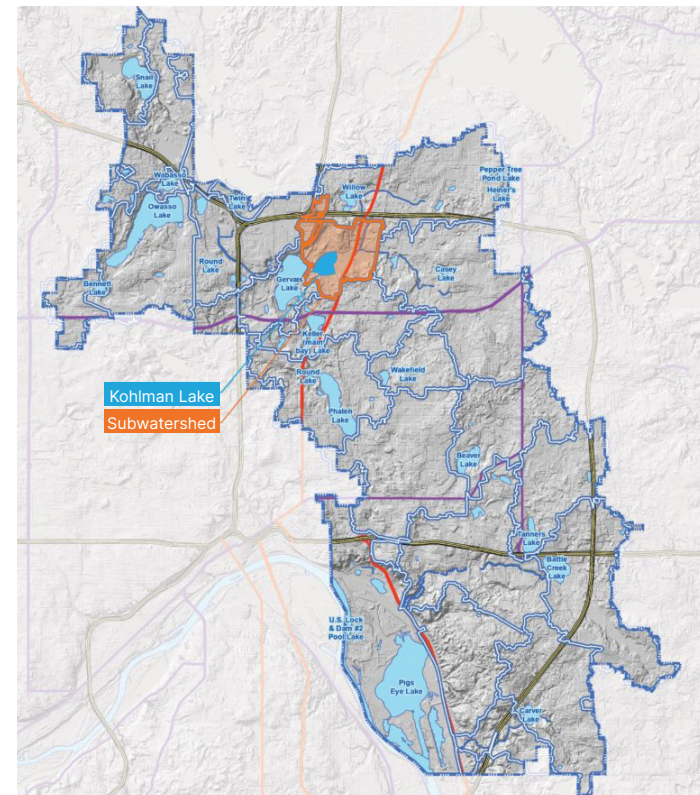 Snail
Lake
Wabasso
Lake
Owasso
Lake
Twin
Lake
Willow
Lake
Pepper Tree
Pond Lake
Heiner's
Lake
Round
Lake
Bennett
Lake
Gervais
Lake
Casey
Lake
Keller
(main
bay) Lake
Round
Lake
Wakefield
Lake
Kohlman Lake
Subwatershed
Phalen
Lake
Beaver
Lake
Tanners
Lake
Battle
Creek
Lake
U.S. Lock
& Dam #2
Pool Lake
Pigs
Eye Lake
Carver
Lake